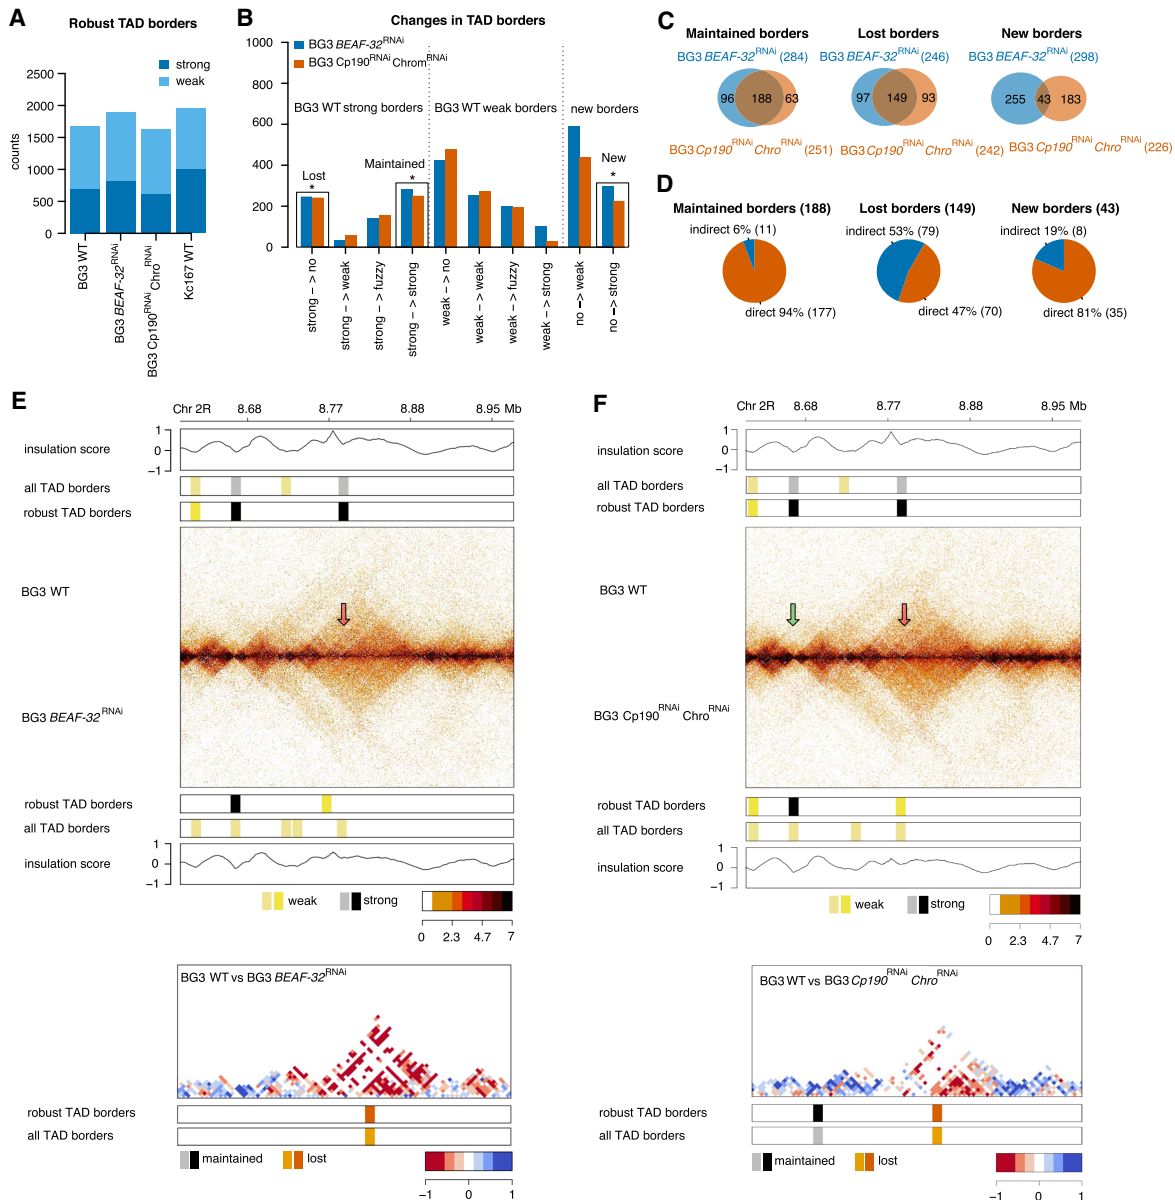 A
Robust TAD borders
strong
weak
2500
2000
1500
1000
500
0
counts
BG3 WT
BG3 BEAF-32RNAi
BG3 Cp190RNAi ChroRNAi
Kc167 WT
B
Changes in TAD borders
BG3 BEAF-32RNAi
BG3 Cp190RNAi ChromRNAi
1000
800
600
400
200
0
BG3 WT strong borders
BG3 WT weak borders
new borders
Lost
*
Maintained
*
New
*
strong -> no
strong -> weak
strong -> fuzzy
strong -> strong
weak -> no
weak -> weak
weak -> fuzzy
weak -> strong
no -> weak
no -> strong
C
Maintained borders
BG3 BEAF-32RNAi (284)
96 188 63
BG3 Cp190RNAi ChroRNAi (251)
Lost borders
BG3 BEAF-32RNAi (246)
97 149 93
BG3 Cp190RNAi ChroRNAi (242)
New borders
BG3 BEAF-32RNAi (298)
255 43 183
BG3 Cp190RNAi ChroRNAi (226)
D
Maintained borders (188)
indirect 6% (11)
direct 94% (177)
Lost borders (149)
indirect 53% (79)
direct 47% (70)
New borders (43)
indirect 19% (8)
direct 81% (35)
E
Chr 2R 8.68 8.77 8.88 8.95 Mb
insulation score
1
0
−1
all TAD borders
robust TAD borders
BG3 WT
BG3 BEAF-32RNAi
robust TAD borders
all TAD borders
insulation score
1
0
−1
weak
strong
0 2.3 4.7 7
BG3 WT vs BG3 BEAF-32RNAi
robust TAD borders
all TAD borders
maintained
lost
−1 0 1
F
Chr 2R 8.68 8.77 8.88 8.95 Mb
insulation score
1
0
−1
all TAD borders
robust TAD borders
BG3 WT
BG3 Cp190RNAi ChroRNAi
robust TAD borders
all TAD borders
insulation score
1
0
−1
weak
strong
0 2.3 4.7 7
BG3 WT vs BG3 Cp190RNAi ChroRNAi
robust TAD borders
all TAD borders
maintained
lost
−1 0 1